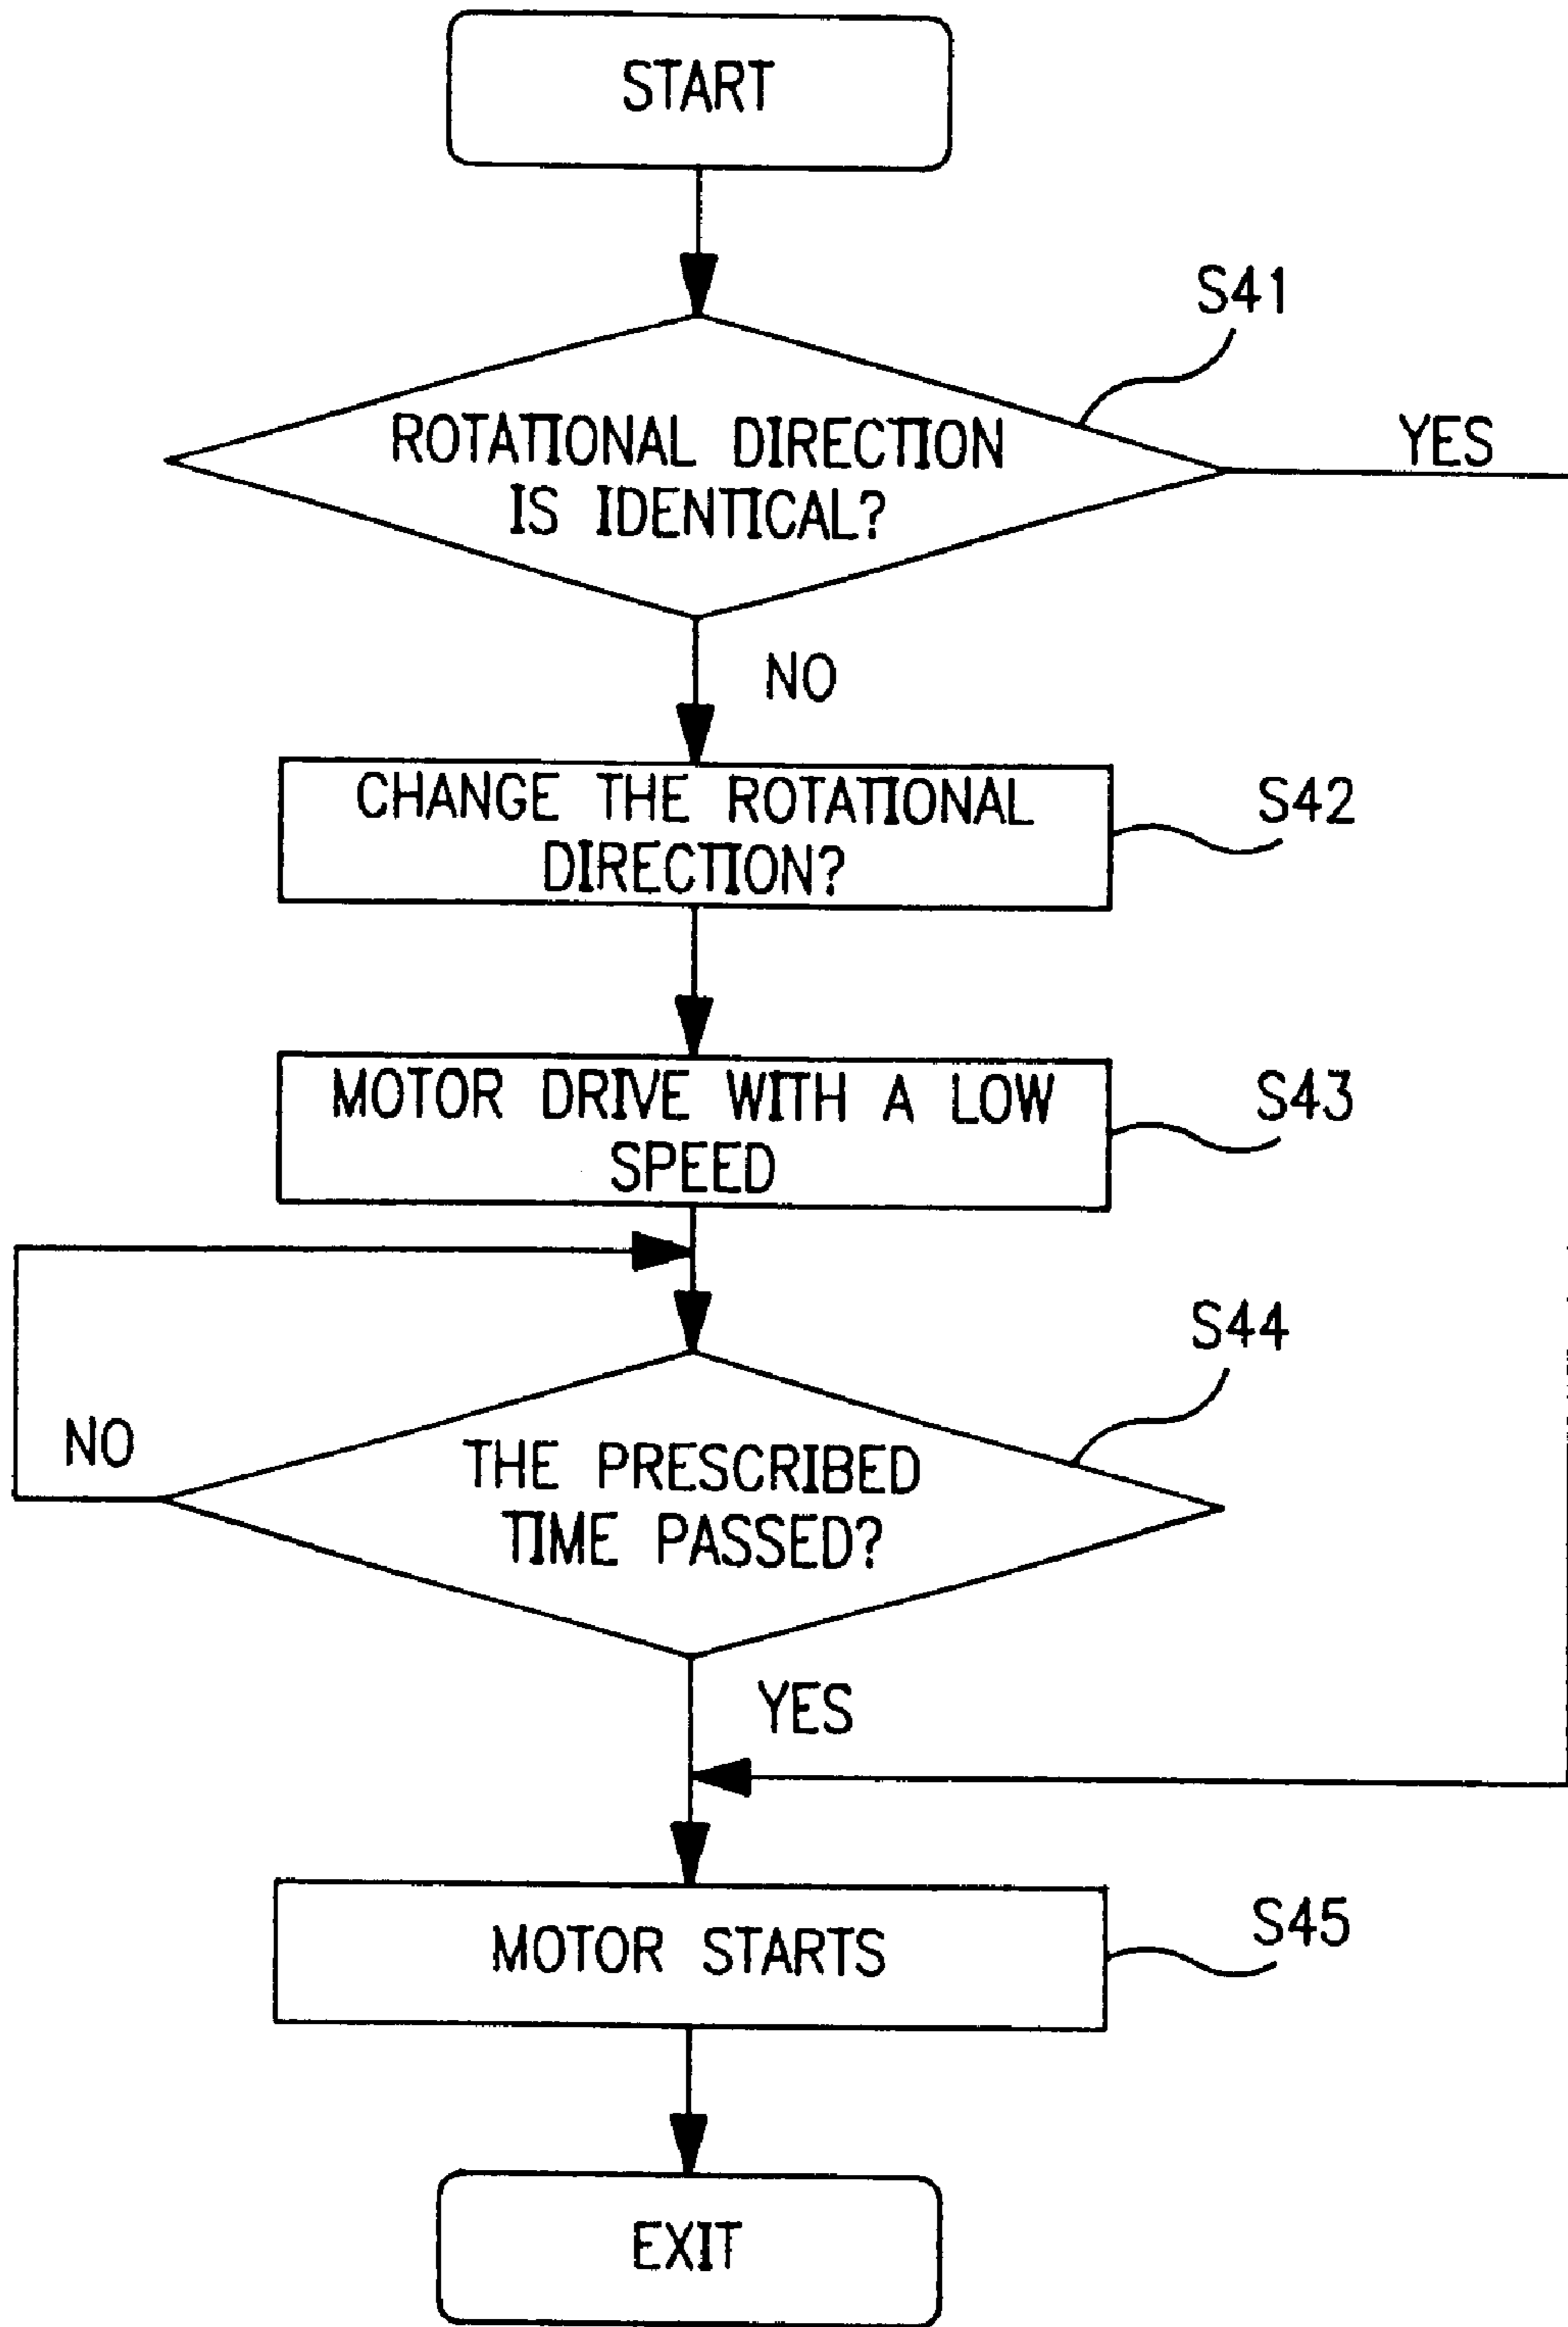 START
S41
ROTATIONAL DIRECTION
IS IDENTICAL?
YES
NO
CHANGE THE ROTATIONAL
DIRECTION?
S42
MOTOR DRIVE WITH A LOW
SPEED
S43
S44
NO
THE PRESCRIBED
TIME PASSED?
YES
MOTOR STARTS
S45
EXIT